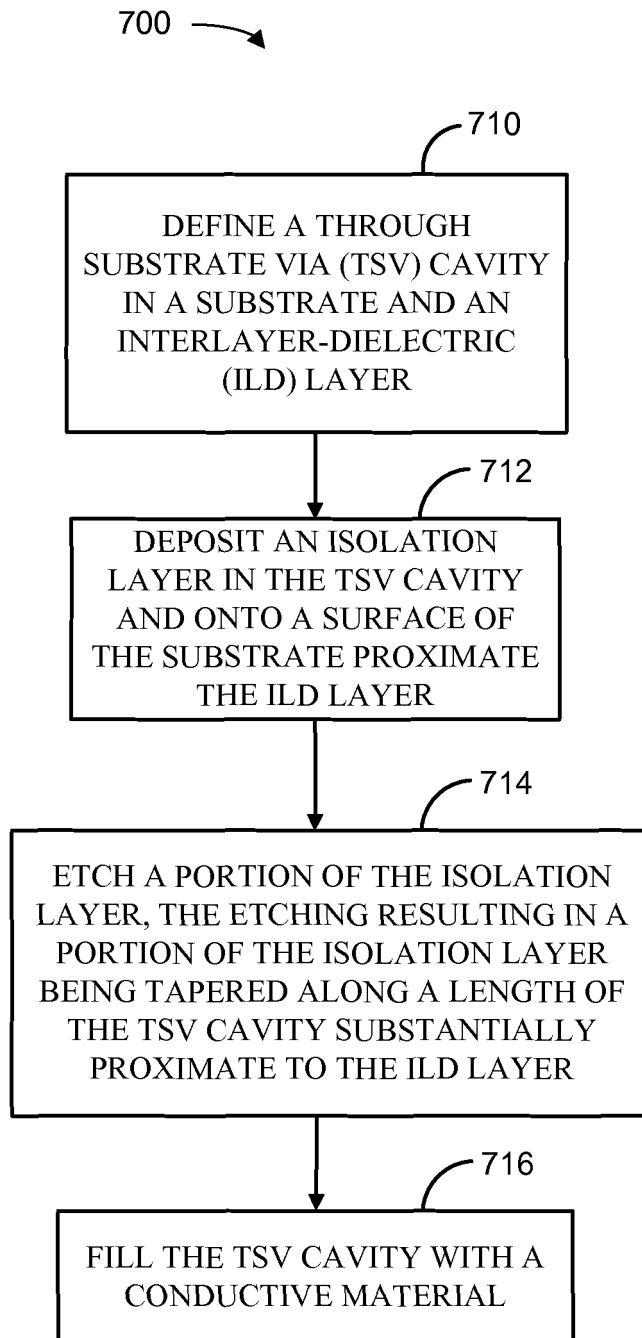 700
710
DEFINE A THROUGH
SUBSTRATE VIA (TSV) CAVITY
IN A SUBSTRATE AND AN
INTERLAYER-DIELECTRIC
(ILD) LAYER
712
DEPOSIT AN ISOLATION
LAYER IN THE TSV CAVITY
AND ONTO A SURFACE OF
THE SUBSTRATE PROXIMATE
THE ILD LAYER
714
ETCH A PORTION OF THE ISOLATION
LAYER, THE ETCHING RESULTING IN A
PORTION OF THE ISOLATION LAYER
BEING TAPERED ALONG A LENGTH OF
THE TSV CAVITY SUBSTANTIALLY
PROXIMATE TO THE ILD LAYER
716
FILL THE TSV CAVITY WITH A
CONDUCTIVE MATERIAL